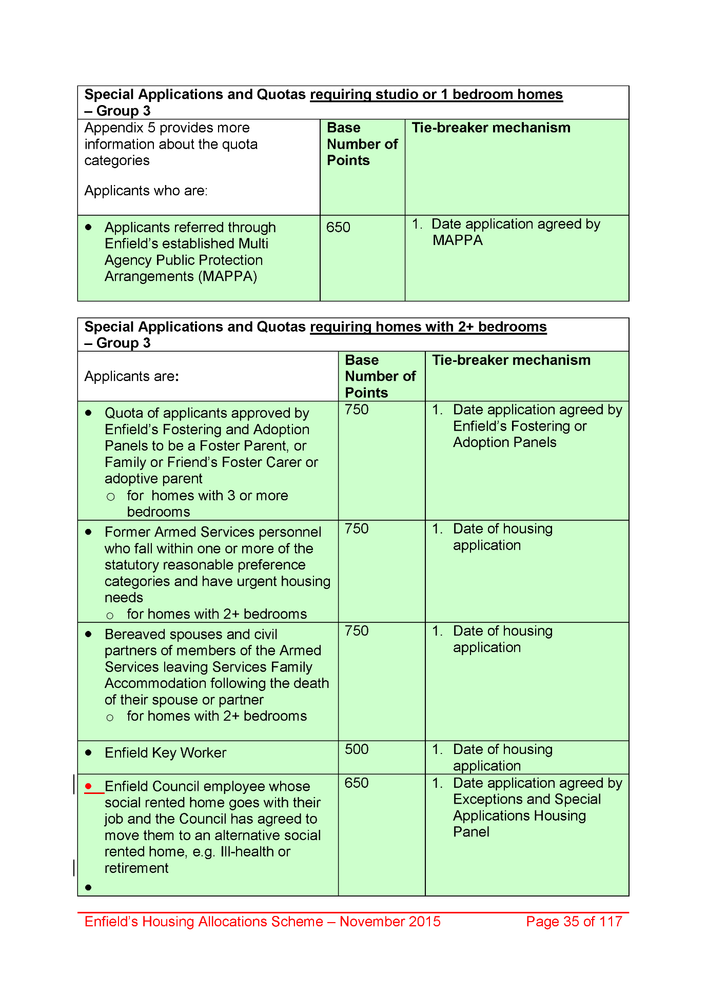 Special Applications and Quotas requiring studio or 1 bedroom homes
– Group 3
Appendix 5 provides more
information about the quota
categories
Applicants who are:
Base
Number of
Points
Tie-breaker mechanism
• Applicants referred through
Enfield’s established Multi
Agency Public Protection
Arrangements (MAPPA)
650
1. Date application agreed by
MAPPA
Special Applications and Quotas requiring homes with 2+ bedrooms
– Group 3
Applicants are:
Base
Number of
Points
Tie-breaker mechanism
• Quota of applicants approved by
Enfield’s Fostering and Adoption
Panels to be a Foster Parent, or
Family or Friend’s Foster Carer or
adoptive parent
o for homes with 3 or more
bedrooms
750
1. Date application agreed by
Enfield’s Fostering or
Adoption Panels
• Former Armed Services personnel
who fall within one or more of the
statutory reasonable preference
categories and have urgent housing
needs
o for homes with 2+ bedrooms
750
1. Date of housing
application
• Bereaved spouses and civil
partners of members of the Armed
Services leaving Services Family
Accommodation following the death
of their spouse or partner
o for homes with 2+ bedrooms
750
1. Date of housing
application
• Enfield Key Worker
500
1. Date of housing
application
• Enfield Council employee whose
social rented home goes with their
job and the Council has agreed to
move them to an alternative social
rented home, e.g. Ill-health or
retirement
•
650
1. Date application agreed by
Exceptions and Special
Applications Housing
Panel
Enfield’s Housing Allocations Scheme – November 2015 Page 35 of 117